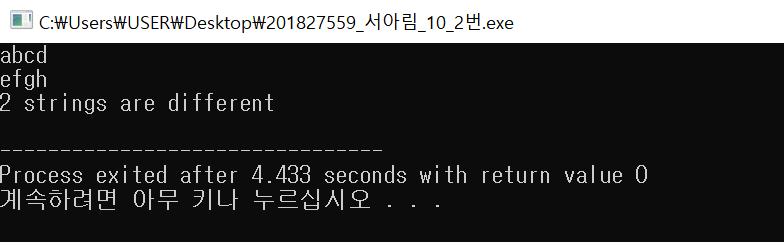 C:₩Users₩USER₩Desktop₩201827559_서아림_10_2번.exe
abcd
efgh
2 strings are different
--------------------------------
Process exited after 4.433 seconds with return value 0
계속하려면 아무 키나 누르십시오 . . .